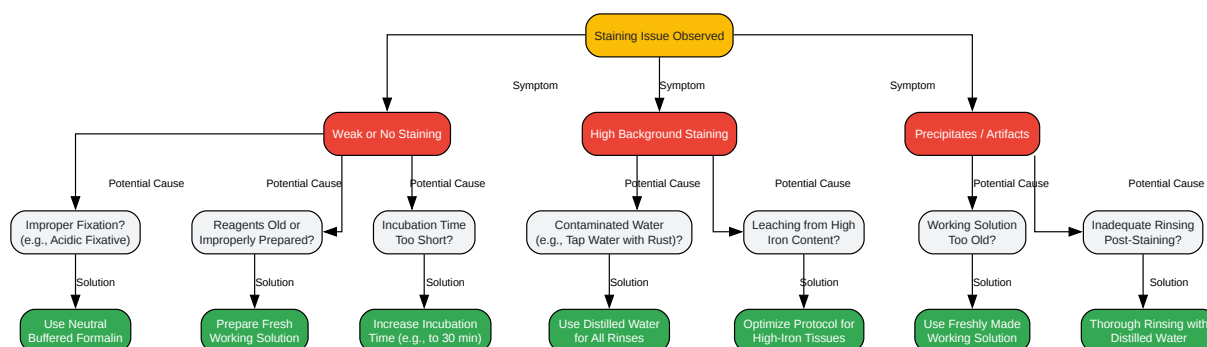 Staining Issue Observed
Symptom
Symptom
Symptom
Weak or No Staining
High Background Staining
Precipitates / Artifacts
Potential Cause
Potential Cause
Potential Cause
Potential Cause
Potential Cause
Potential Cause
Potential Cause
Improper Fixation?
(e.g., Acidic Fixative)
Reagents Old or
Improperly Prepared?
Incubation Time
Too Short?
Contaminated Water
(e.g., Tap Water with Rust)?
Leaching from High
Iron Content?
Working Solution
Too Old?
Inadequate Rinsing
Post-Staining?
Solution
Solution
Solution
Solution
Solution
Solution
Solution
Use Neutral
Buffered Formalin
Prepare Fresh
Working Solution
Increase Incubation
Time (e.g., to 30 min)
Use Distilled Water
for All Rinses
Optimize Protocol for
High-Iron Tissues
Use Freshly Made
Working Solution
Thorough Rinsing with
Distilled Water